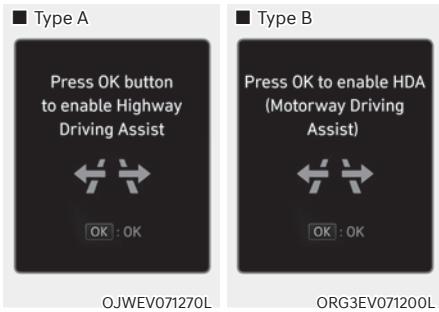 ■ Type A
Press OK button
to enable Highway
Driving Assist
OK : OK
OJWEV071270L
■ Type B
Press OK to enable HDA
(Motorway Driving
Assist)
OK : OK
ORG3EV071200L